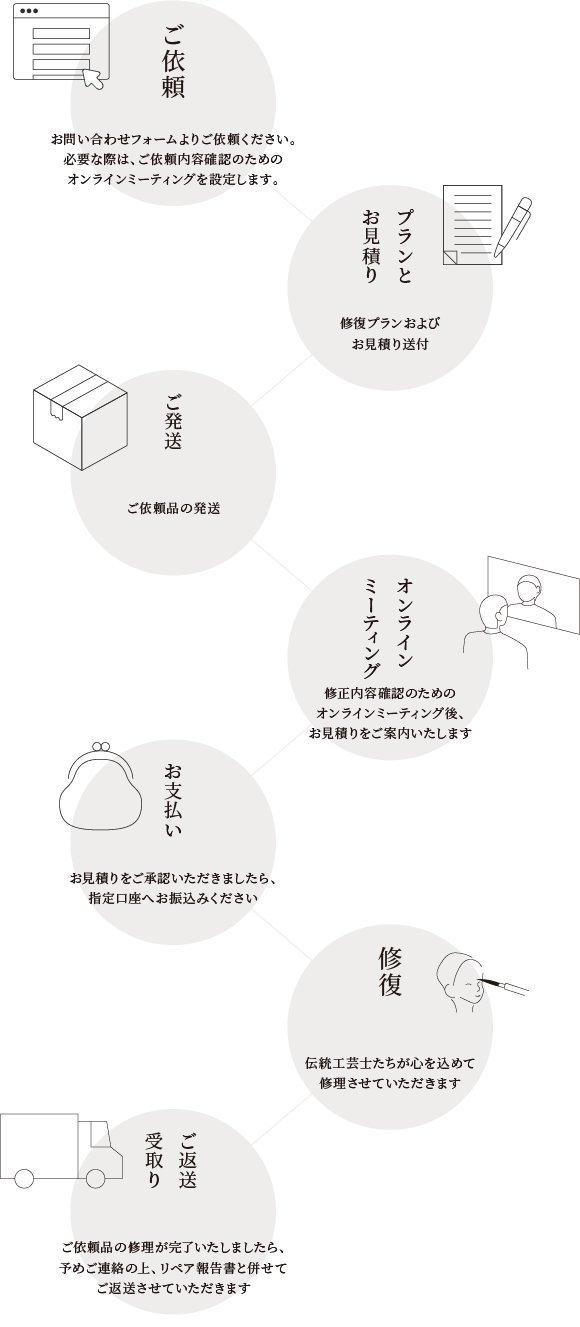 ご依頼
お問い合わせフォームよりご依頼ください。
必要な際は、ご依頼内容確認のための
オンラインミーティングを設定します。
プランと
お見積り
修復プランおよび
お見積り送付
ご発送
ご依頼品の発送
オンライン
ミーティング
修正内容確認のための
オンラインミーティング後、
お見積りをご案内いたします
お支払い
お見積りをご承認いただきましたら、
指定口座へお振込みください
修復
伝統工芸士たちが心を込めて
修理させていただきます
ご返送
受取り
ご依頼品の修理が完了いたしましたら、
予めご連絡の上、リペア報告書と併せて
ご返送させていただきます